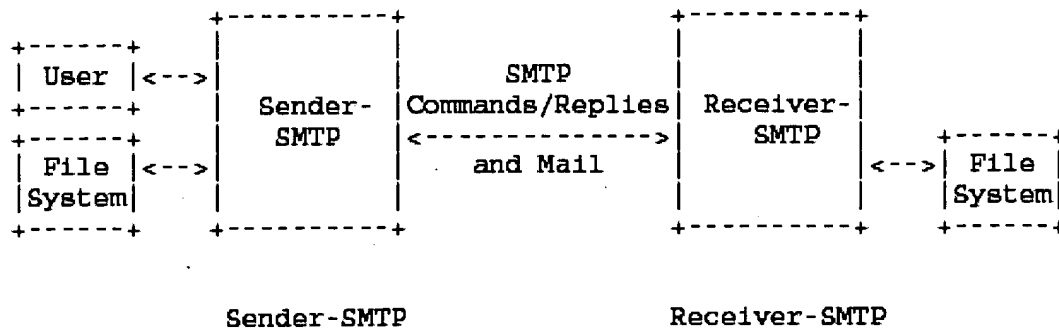 +----------+                +----------+
+------+    |          |                |          |
| User |<-->|          |      SMTP      |          |
+------+    |  Sender- |Commands/Replies| Receiver-|
+------+    |   SMTP   |<-------------->|    SMTP  |    +------+
| File |<-->|          |    and Mail    |          |<-->| File |
|System|    |          |                |          |    |System|
+------+    +----------+                +----------+    +------+
Sender-SMTP                Receiver-SMTP